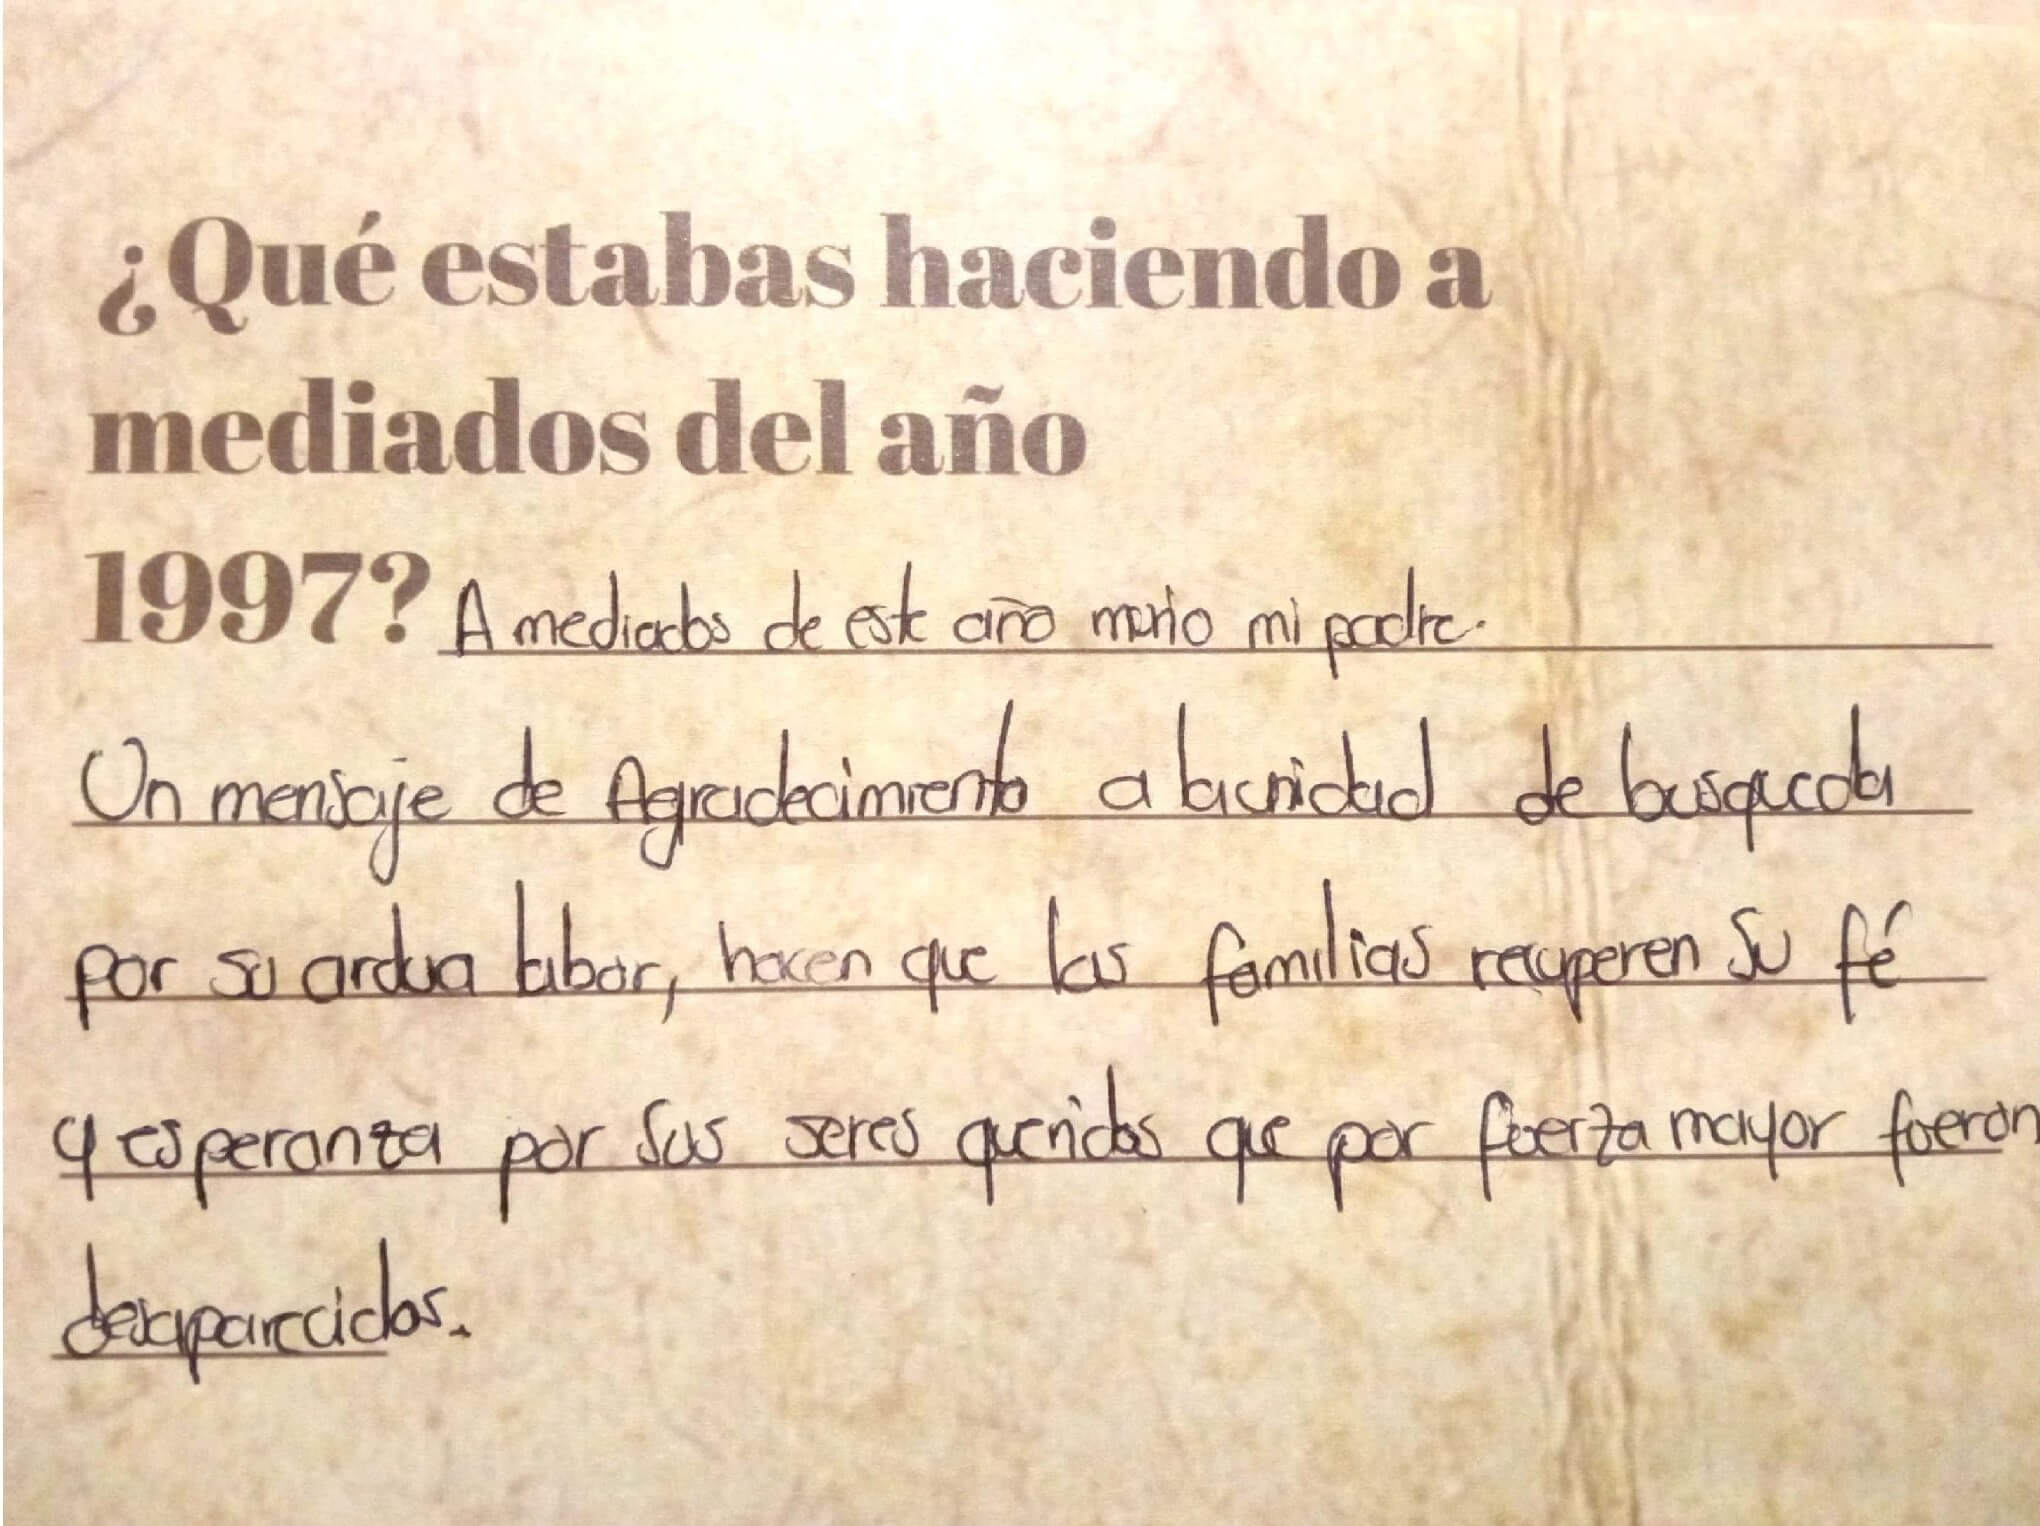 ¿Qué estabas haciendo a
mediados del año
1997? A mediados de este año murio mi padre.
Un mensaje de Agradecimiento a la unidad de busqueda
por su ardua labor, hacen que las familias recuperen su fé
y esperanza por sus seres queridos que por fuerza mayor fueron
desaparecidos.